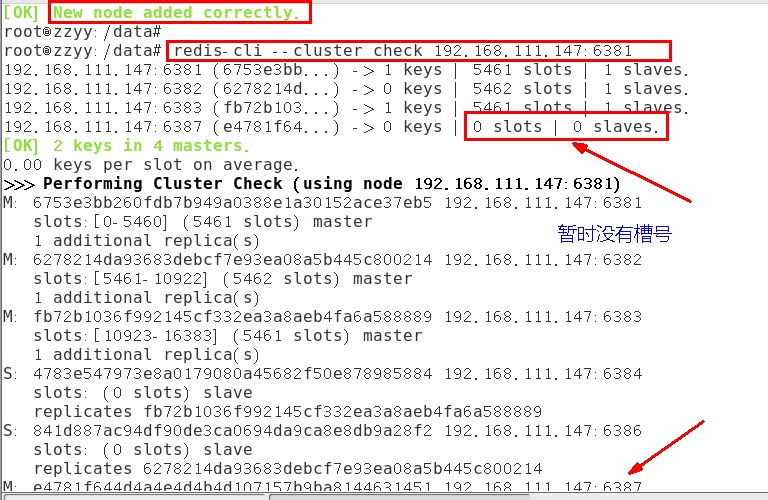 [OK] New node added correctly.
root@zzyy:/data#
root@zzyy:/data# redis-cli --cluster check 192.168.111.147:6381
192.168.111.147:6381 (6753e3bb...) -> 1 keys | 5461 slots | 1 slaves.
192.168.111.147:6382 (6278214d...) -> 0 keys | 5462 slots | 1 slaves.
192.168.111.147:6383 (fb72b103...) -> 1 keys | 5461 slots | 1 slaves.
192.168.111.147:6387 (e4781f64...) -> 0 keys | 0 slots | 0 slaves.
[OK] 2 keys in 4 masters.
0.00 keys per slot on average.
>>> Performing Cluster Check (using node 192.168.111.147:6381)
M: 6753e3bb260fdb7b949a0388e1a30152ace37eb5 192.168.111.147:6381
slots:[0-5460] (5461 slots) master
1 additional replica(s)
暂时没有槽号
M: 6278214da93683debcf7e93ea08a5b445c800214 192.168.111.147:6382
slots:[5461-10922] (5462 slots) master
1 additional replica(s)
M: fb72b1036f992145cf332ea3a8aeb4fa6a588889 192.168.111.147:6383
slots:[10923-16383] (5461 slots) master
1 additional replica(s)
S: 4783e547973e8a0179080a45682f50e878985884 192.168.111.147:6384
slots: (0 slots) slave
replicates fb72b1036f992145cf332ea3a8aeb4fa6a588889
S: 841d887ac94df90de3ca0694da9ca8e8db9a28f2 192.168.111.147:6386
slots: (0 slots) slave
replicates 6278214da93683debcf7e93ea08a5b445c800214
M: e4781f644d4a4e4d4b4d107157b9ba8144631451 192.168.111.147:6387